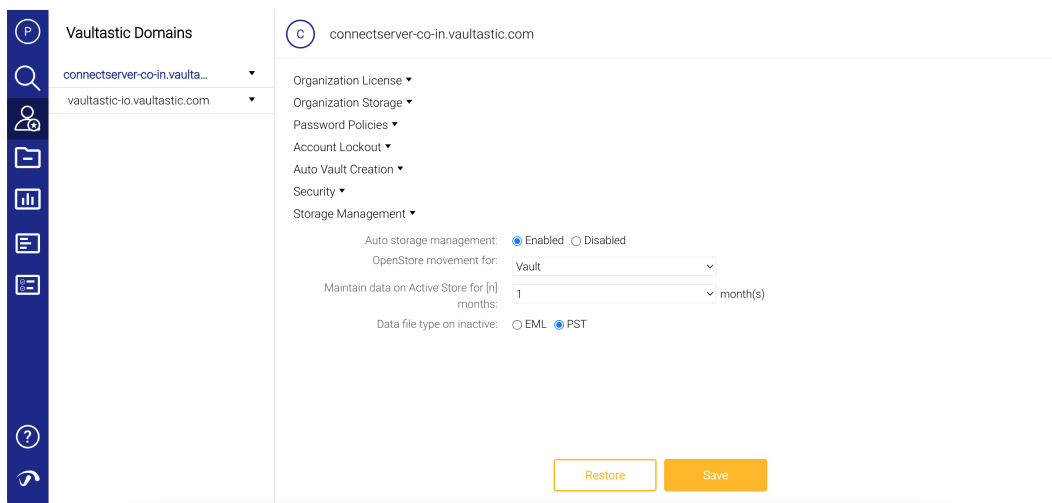 P
Vaultastic Domains
C
connectserver-co-in.vaultastic.com
connectserver-co-in.vaulta...
vaultastic-io.vaultastic.com
Organization License
Organization Storage
Password Policies
Account Lockout
Auto Vault Creation
Security
Storage Management
Auto storage management: Enabled Disabled
OpenStore movement for: Vault
Maintain data on Active Store for [n]
months: 1 month(s)
Data file type on inactive: EML PST
?
Restore Save